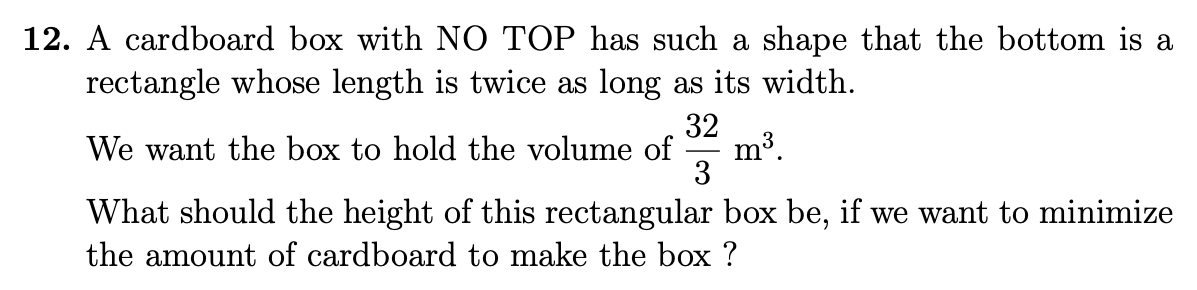 12. A cardboard box with NO TOP has such a shape that the bottom is a
rectangle whose length is twice as long as its width.
We want the box to hold the volume of 32/3 m³.
What should the height of this rectangular box be, if we want to minimize
the amount of cardboard to make the box ?